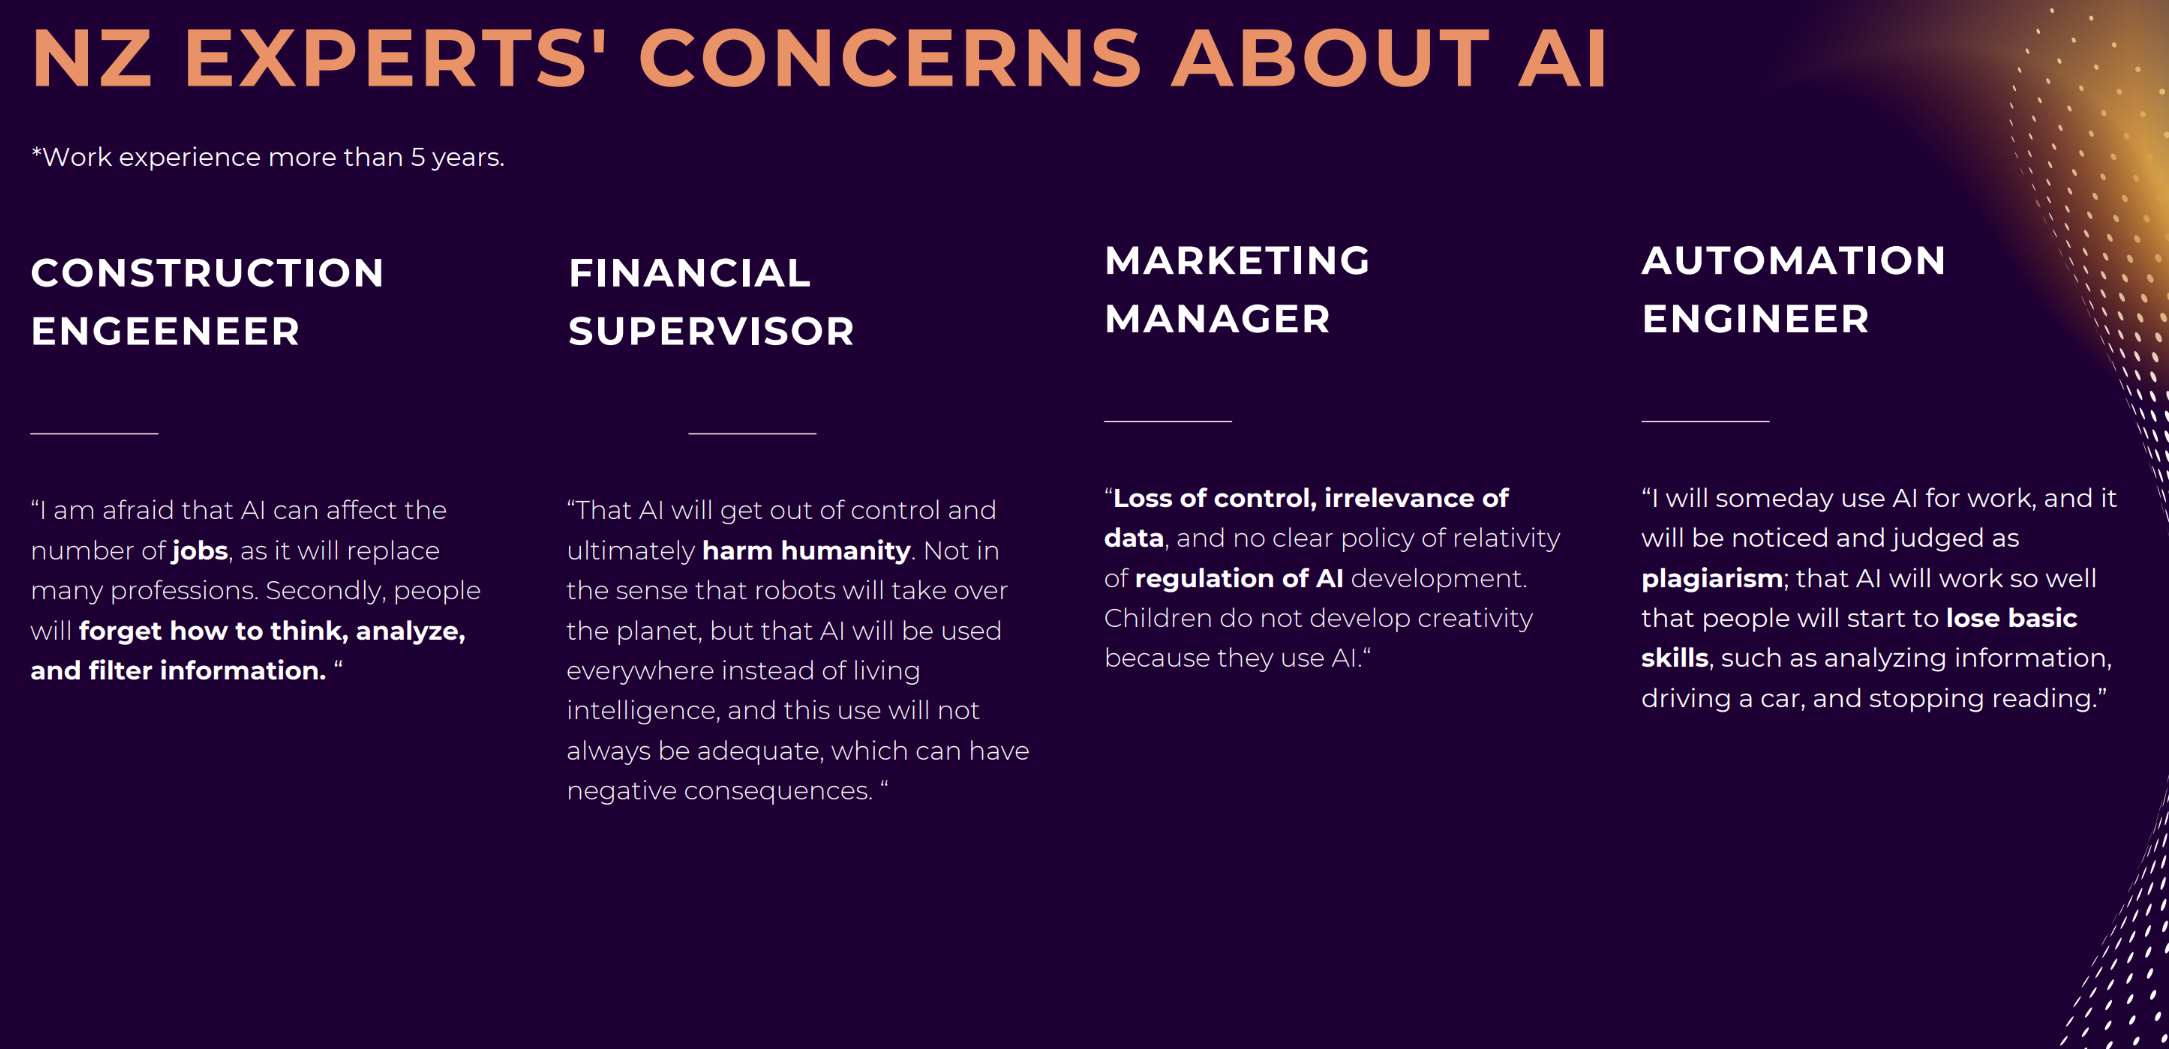 NZ EXPERTS' CONCERNS ABOUT AI
*Work experience more than 5 years.
CONSTRUCTION
ENGEENEER
“I am afraid that AI can affect the
number of jobs, as it will replace
many professions. Secondly, people
will forget how to think, analyze,
and filter information. “
FINANCIAL
SUPERVISOR
“That AI will get out of control and
ultimately harm humanity. Not in
the sense that robots will take over
the planet, but that AI will be used
everywhere instead of living
intelligence, and this use will not
always be adequate, which can have
negative consequences. “
MARKETING
MANAGER
“Loss of control, irrelevance of
data, and no clear policy of relativity
of regulation of AI development.
Children do not develop creativity
because they use AI.“
AUTOMATION
ENGINEER
“I will someday use AI for work, and it
will be noticed and judged as
plagiarism; that AI will work so well
that people will start to lose basic
skills, such as analyzing information,
driving a car, and stopping reading.”